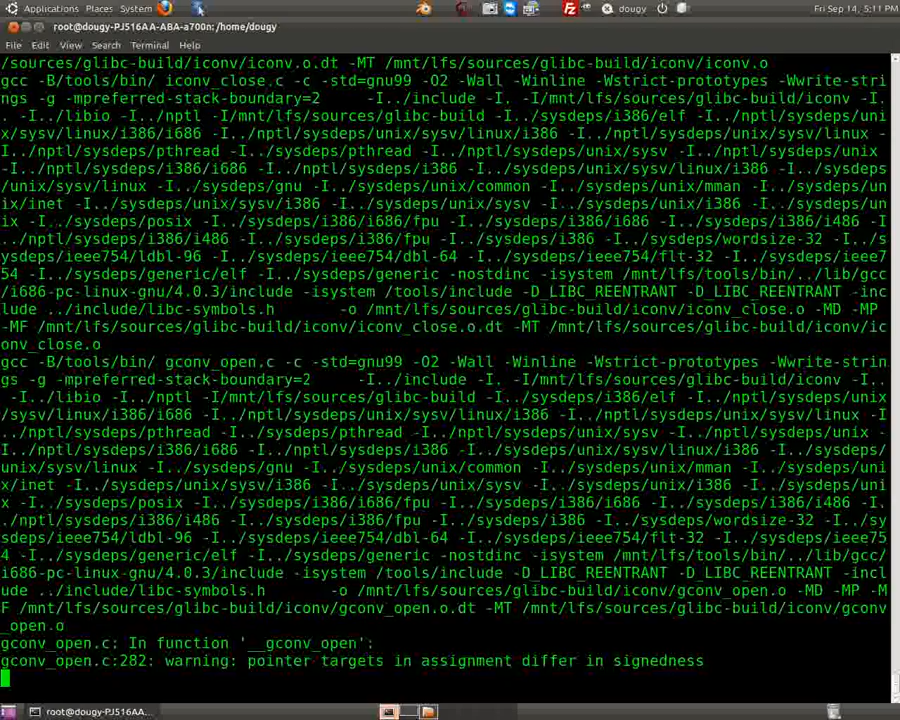 Applications Places System dougy Fri Sep 14, 5:11 PM
root@dougy-PJ516AA-ABA-a700n: /home/dougy
File Edit View Search Terminal Help
/sources/glibc-build/iconv/iconv.o.dt -MT /mnt/lfs/sources/glibc-build/iconv/iconv.o
gcc -B/tools/bin/ iconv_close.c -c -std=gnu99 -O2 -Wall -Winline -Wstrict-prototypes -Wwrite-stri
ngs -g -mpreferred-stack-boundary=2 -I../include -I. -I/mnt/lfs/sources/glibc-build/iconv -I.
. -I../libio -I../nptl -I/mnt/lfs/sources/glibc-build -I../sysdeps/i386/elf -I../nptl/sysdeps/uni
x/sysv/linux/i386/i686 -I../nptl/sysdeps/unix/sysv/linux/i386 -I../nptl/sysdeps/unix/sysv/linux -
I../nptl/sysdeps/pthread -I../sysdeps/pthread -I../nptl/sysdeps/unix/sysv -I../nptl/sysdeps/unix
-I../nptl/sysdeps/i386/i686 -I../nptl/sysdeps/i386 -I../sysdeps/unix/sysv/linux/i386 -I../sysdeps
/unix/sysv/linux -I../sysdeps/gnu -I../sysdeps/unix/common -I../sysdeps/unix/mman -I../sysdeps/un
ix/inet -I../sysdeps/unix/sysv/i386 -I../sysdeps/unix/sysv -I../sysdeps/unix/i386 -I../sysdeps/un
ix -I../sysdeps/posix -I../sysdeps/i386/i686/fpu -I../sysdeps/i386/i686 -I../sysdeps/i386/i486 -I
../nptl/sysdeps/i386/i486 -I../sysdeps/i386/fpu -I../sysdeps/i386 -I../sysdeps/wordsize-32 -I../s
ysdeps/ieee754/ldbl-96 -I../sysdeps/ieee754/dbl-64 -I../sysdeps/ieee754/flt-32 -I../sysdeps/ieee7
54 -I../sysdeps/generic/elf -I../sysdeps/generic -nostdinc -isystem /mnt/lfs/tools/bin/../lib/gcc
/i686-pc-linux-gnu/4.0.3/include -isystem /tools/include -D_LIBC_REENTRANT -D_LIBC_REENTRANT -inc
lude ../include/libc-symbols.h -o /mnt/lfs/sources/glibc-build/iconv/iconv_close.o -MD -MP
-MF /mnt/lfs/sources/glibc-build/iconv/iconv_close.o.dt -MT /mnt/lfs/sources/glibc-build/iconv/ic
onv_close.o
gcc -B/tools/bin/ gconv_open.c -c -std=gnu99 -O2 -Wall -Winline -Wstrict-prototypes -Wwrite-strin
gs -g -mpreferred-stack-boundary=2 -I../include -I. -I/mnt/lfs/sources/glibc-build/iconv -I..
-I../libio -I../nptl -I/mnt/lfs/sources/glibc-build -I../sysdeps/i386/elf -I../nptl/sysdeps/unix
/sysv/linux/i386/i686 -I../nptl/sysdeps/unix/sysv/linux/i386 -I../nptl/sysdeps/unix/sysv/linux -I
../nptl/sysdeps/pthread -I../sysdeps/pthread -I../nptl/sysdeps/unix/sysv -I../nptl/sysdeps/unix -
I../nptl/sysdeps/i386/i686 -I../nptl/sysdeps/i386 -I../sysdeps/unix/sysv/linux/i386 -I../sysdeps/
unix/sysv/linux -I../sysdeps/gnu -I../sysdeps/unix/common -I../sysdeps/unix/mman -I../sysdeps/uni
x/inet -I../sysdeps/unix/sysv/i386 -I../sysdeps/unix/sysv -I../sysdeps/unix/i386 -I../sysdeps/uni
x -I../sysdeps/posix -I../sysdeps/i386/i686/fpu -I../sysdeps/i386/i686 -I../sysdeps/i386/i486 -I.
./nptl/sysdeps/i386/i486 -I../sysdeps/i386/fpu -I../sysdeps/i386 -I../sysdeps/wordsize-32 -I../sy
sdeps/ieee754/ldbl-96 -I../sysdeps/ieee754/dbl-64 -I../sysdeps/ieee754/flt-32 -I../sysdeps/ieee75
4 -I../sysdeps/generic/elf -I../sysdeps/generic -nostdinc -isystem /mnt/lfs/tools/bin/../lib/gcc/
i686-pc-linux-gnu/4.0.3/include -isystem /tools/include -D_LIBC_REENTRANT -D_LIBC_REENTRANT -incl
ude ../include/libc-symbols.h -o /mnt/lfs/sources/glibc-build/iconv/gconv_open.o -MD -MP -M
F /mnt/lfs/sources/glibc-build/iconv/gconv_open.o.dt -MT /mnt/lfs/sources/glibc-build/iconv/gconv
_open.o
gconv_open.c: In function '__gconv_open':
gconv_open.c:282: warning: pointer targets in assignment differ in signedness
root@dougy-PJ516AA...